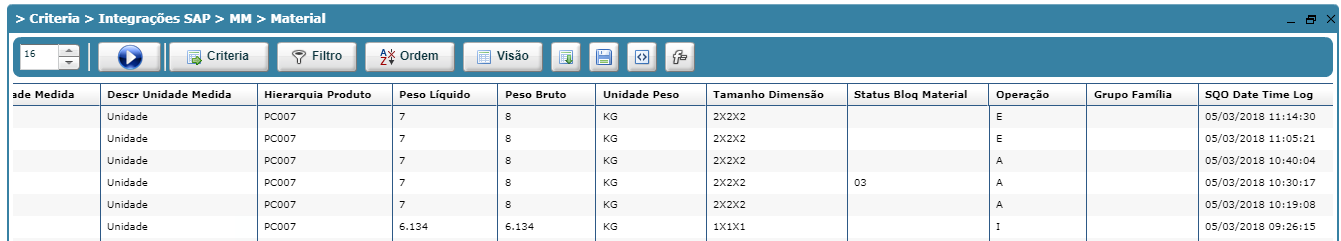 > Criteria > Integrações SAP > MM > Material
16 Criteria Filtro Ordem Visão
ade Medida Descr Unidade Medida Hierarquia Produto Peso Líquido Peso Bruto Unidade Peso Tamanho Dimensão Status Bloq Material Operação Grupo Família SQO Date Time Log
Unidade PC007 7 8 KG 2X2X2 E 05/03/2018 11:14:30
Unidade PC007 7 8 KG 2X2X2 E 05/03/2018 11:05:21
Unidade PC007 7 8 KG 2X2X2 A 05/03/2018 10:40:04
Unidade PC007 7 8 KG 2X2X2 03 A 05/03/2018 10:30:17
Unidade PC007 7 8 KG 2X2X2 A 05/03/2018 10:19:08
Unidade PC007 6.134 6.134 KG 1X1X1 I 05/03/2018 09:26:15